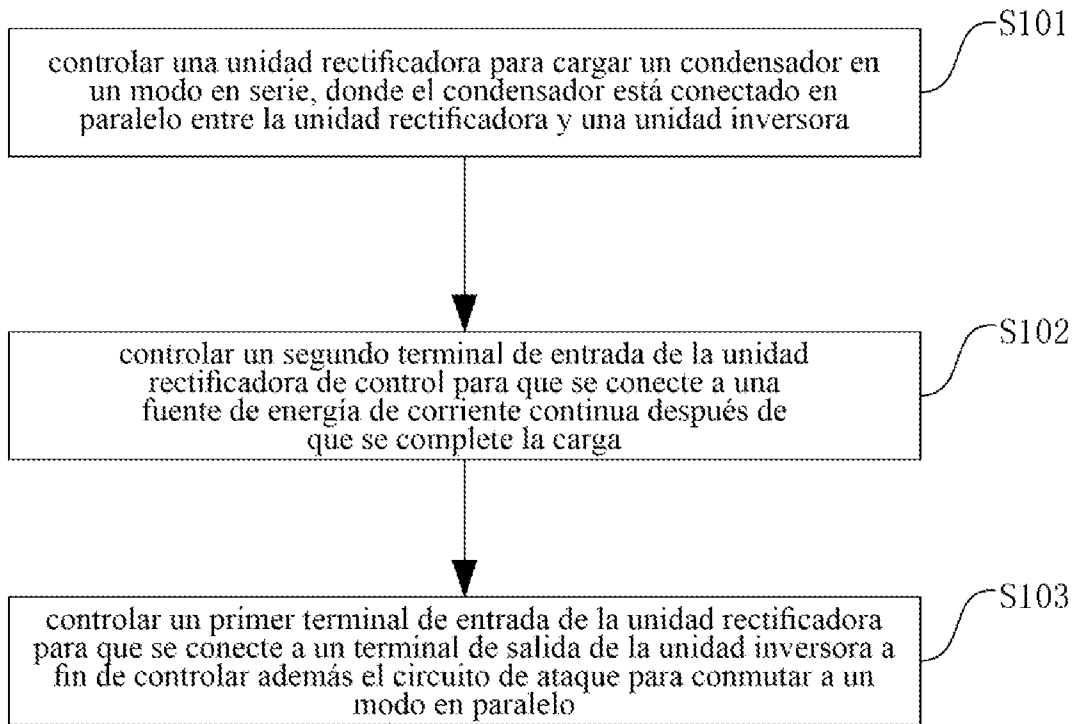 S101
controlar una unidad rectificadora para cargar un condensador en
un modo en serie, donde el condensador está conectado en
paralelo entre la unidad rectificadora y una unidad inversora
S102
controlar un segundo terminal de entrada de la unidad
rectificadora de control para que se conecte a una
fuente de energía de corriente continua después de
que se complete la carga
S103
controlar un primer terminal de entrada de la unidad rectificadora
para que se conecte a un terminal de salida de la unidad inversora a
fin de controlar además el circuito de ataque para conmutar a un
modo en paralelo